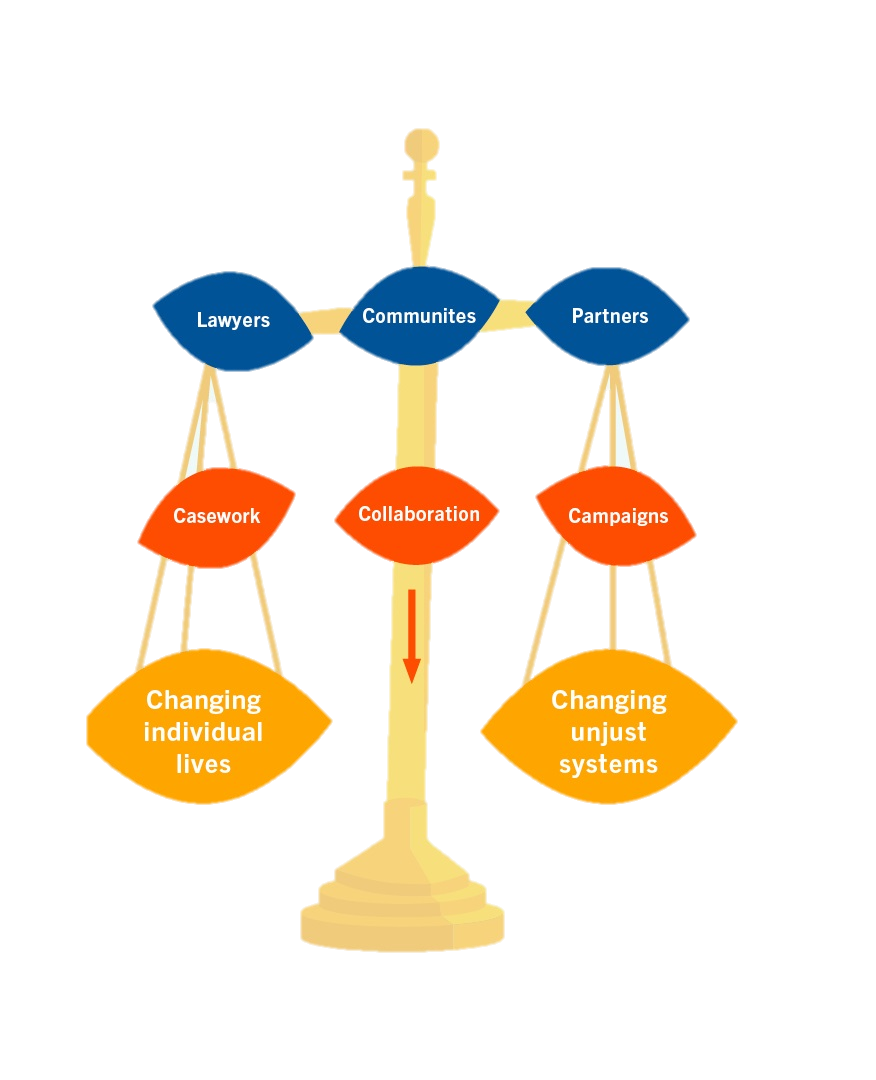 Lawyers
Communites
Partners
Casework
Collaboration
Campaigns
Changing
individual
lives
Changing
unjust
systems